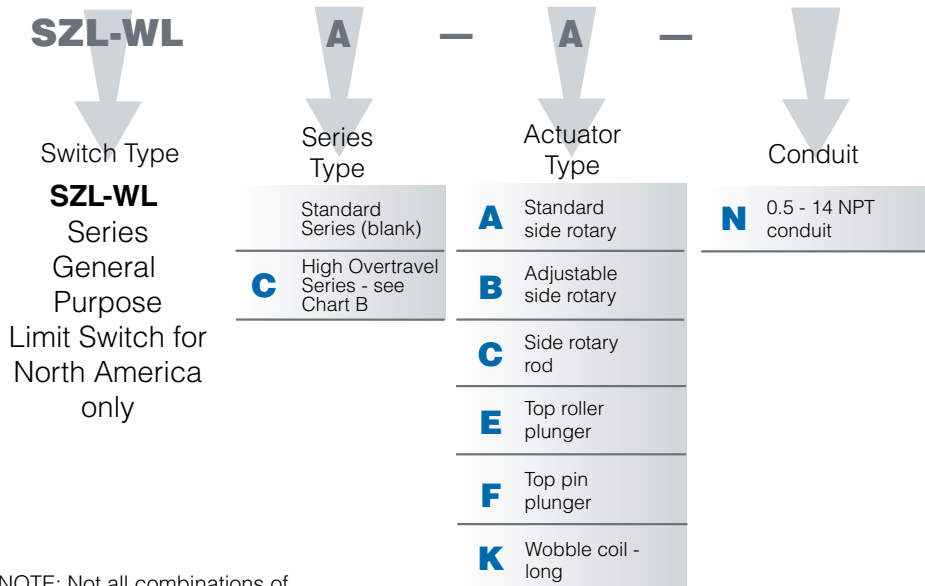 SZL-WL A – A –
Switch Type
SZL-WL
Series
General
Purpose
Limit Switch for
North America
only
Series
Type
Standard
Series (blank)
C High Overtravel
Series - see
Chart B
Actuator
Type
A Standard
side rotary
B Adjustable
side rotary
C Side rotary
rod
E Top roller
plunger
F Top pin
plunger
K Wobble coil -
long
Conduit
N 0.5 - 14 NPT
conduit
NOTE: Not all combinations of